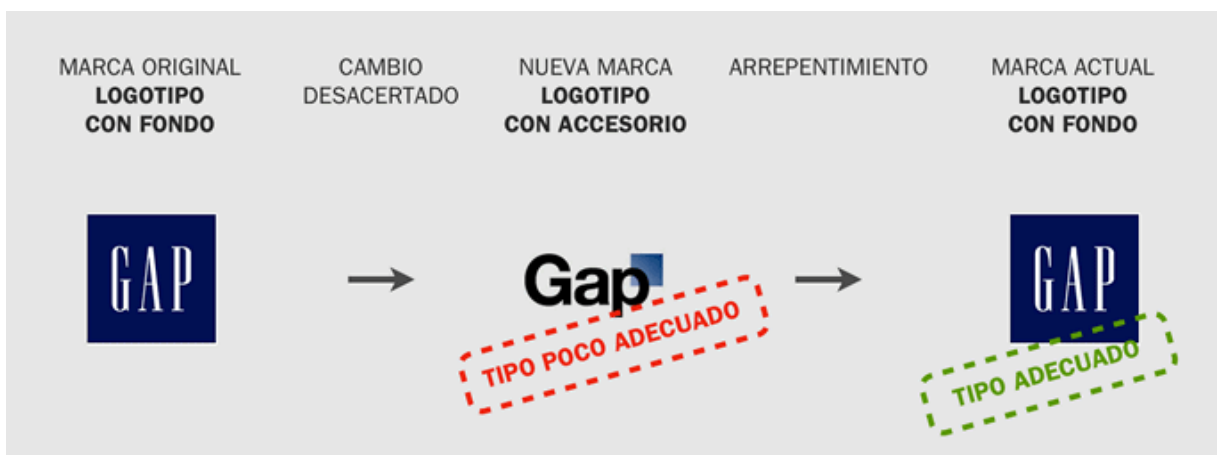 MARCA ORIGINAL
LOGOTIPO
CON FONDO
CAMBIO
DESACERTADO
NUEVA MARCA
LOGOTIPO
CON ACCESORIO
ARREPENTIMIENTO
MARCA ACTUAL
LOGOTIPO
CON FONDO
GAP
Gap
TIPO POCO ADECUADO
GAP
TIPO ADECUADO